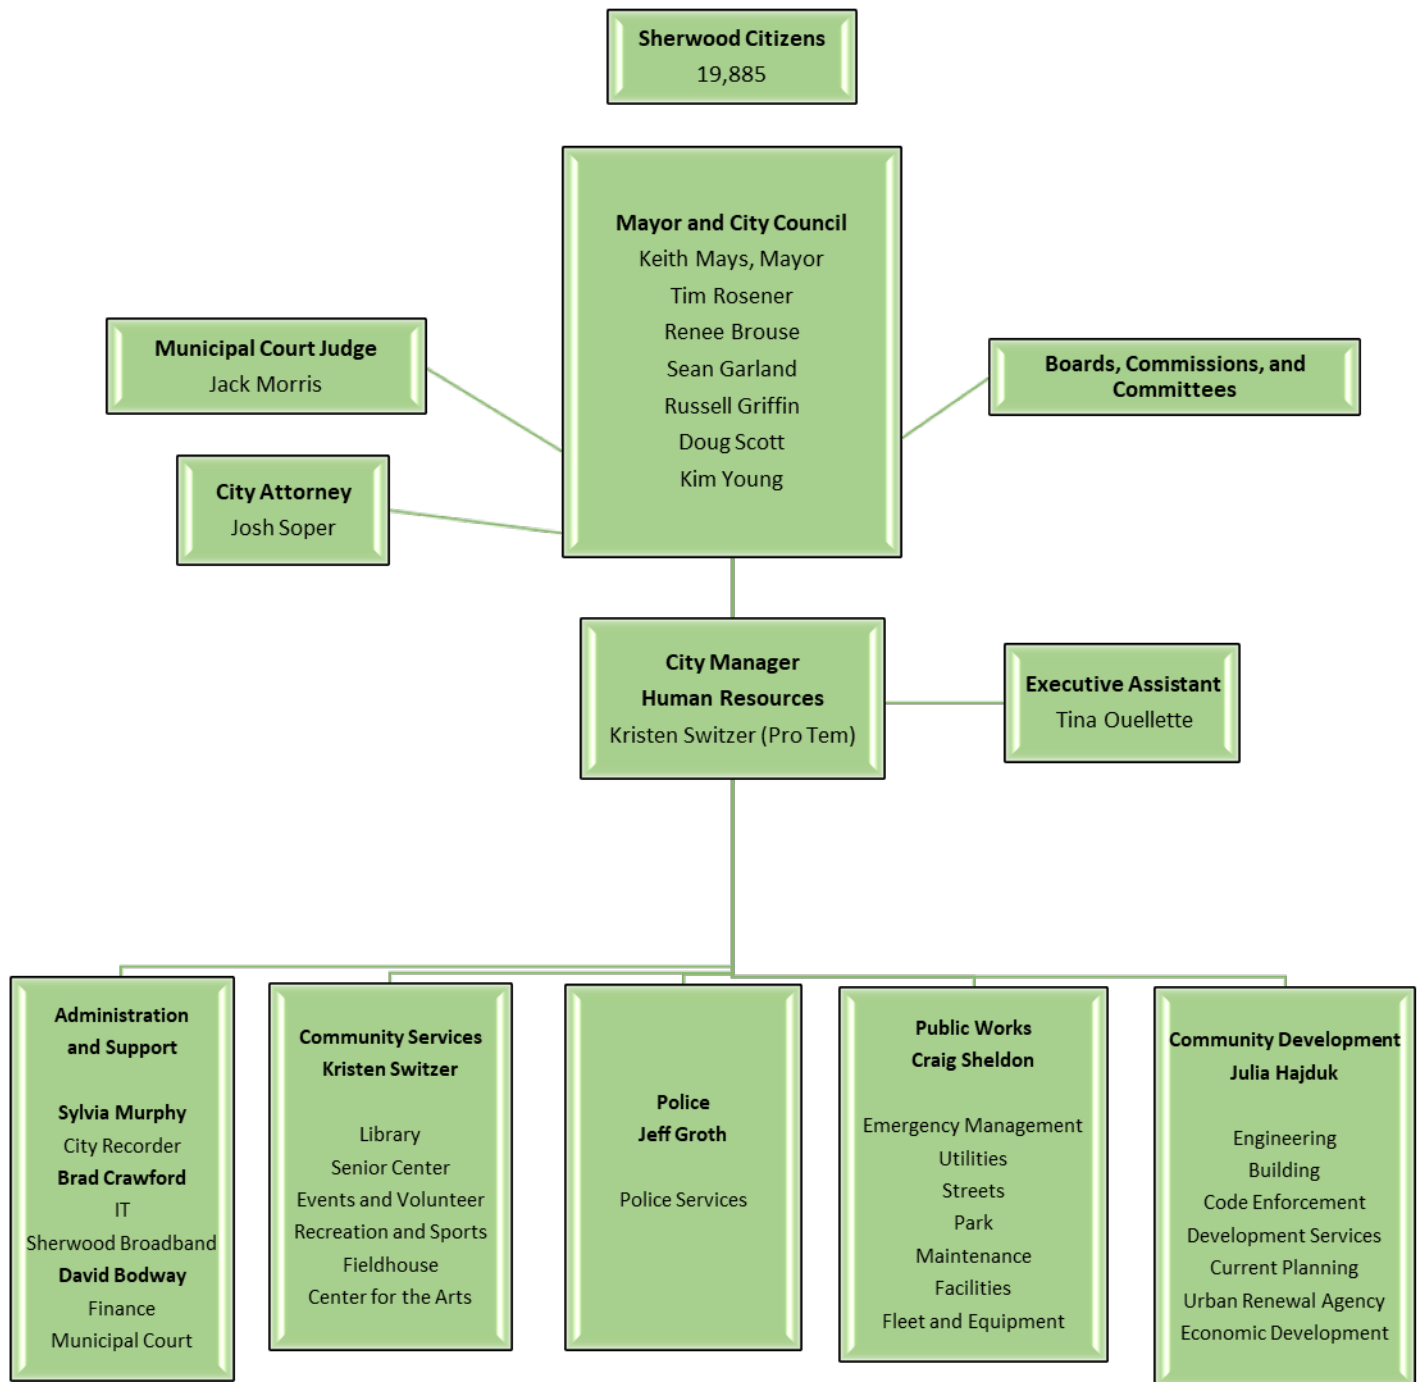 Sherwood Citizens
19,885
Mayor and City Council
Keith Mays, Mayor
Tim Rosener
Renee Brouse
Sean Garland
Russell Griffin
Doug Scott
Kim Young
Municipal Court Judge
Jack Morris
Boards, Commissions, and
Committees
City Attorney
Josh Soper
City Manager
Human Resources
Kristen Switzer (Pro Tem)
Executive Assistant
Tina Ouellette
Administration
and Support
Sylvia Murphy
City Recorder
Brad Crawford
IT
Sherwood Broadband
David Bodway
Finance
Municipal Court
Community Services
Kristen Switzer
Library
Senior Center
Events and Volunteer
Recreation and Sports
Fieldhouse
Center for the Arts
Police
Jeff Groth
Police Services
Public Works
Craig Sheldon
Emergency Management
Utilities
Streets
Park
Maintenance
Facilities
Fleet and Equipment
Community Development
Julia Hajduk
Engineering
Building
Code Enforcement
Development Services
Current Planning
Urban Renewal Agency
Economic Development